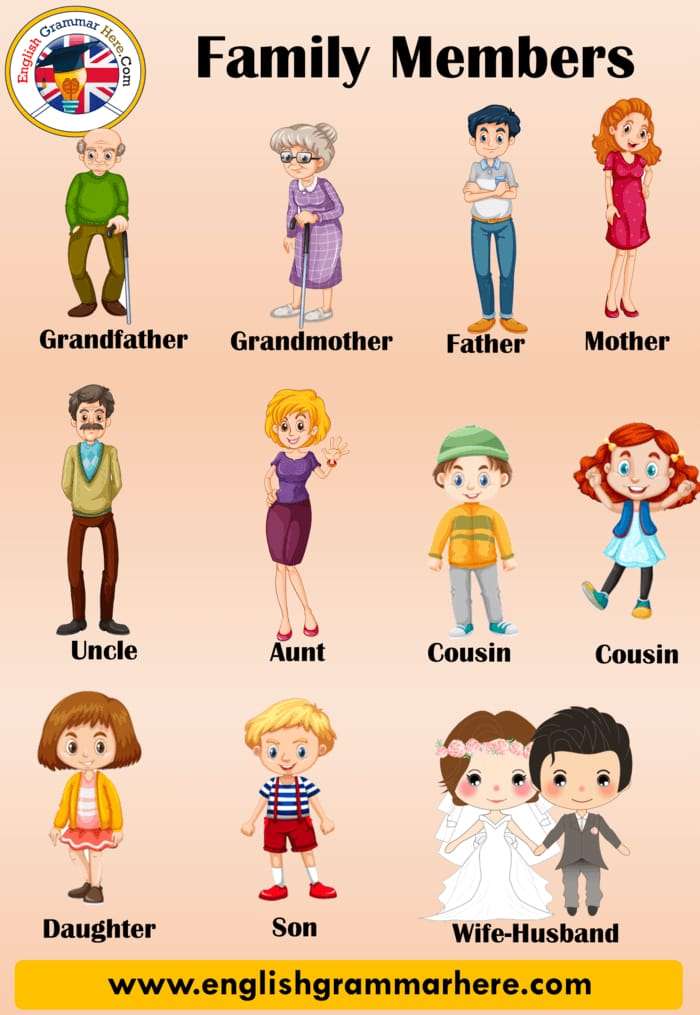 English Grammar Here.Com
Family Members
Grandfather
Grandmother
Father
Mother
Uncle
Aunt
Cousin
Cousin
Daughter
Son
Wife-Husband
www.englishgrammarhere.com